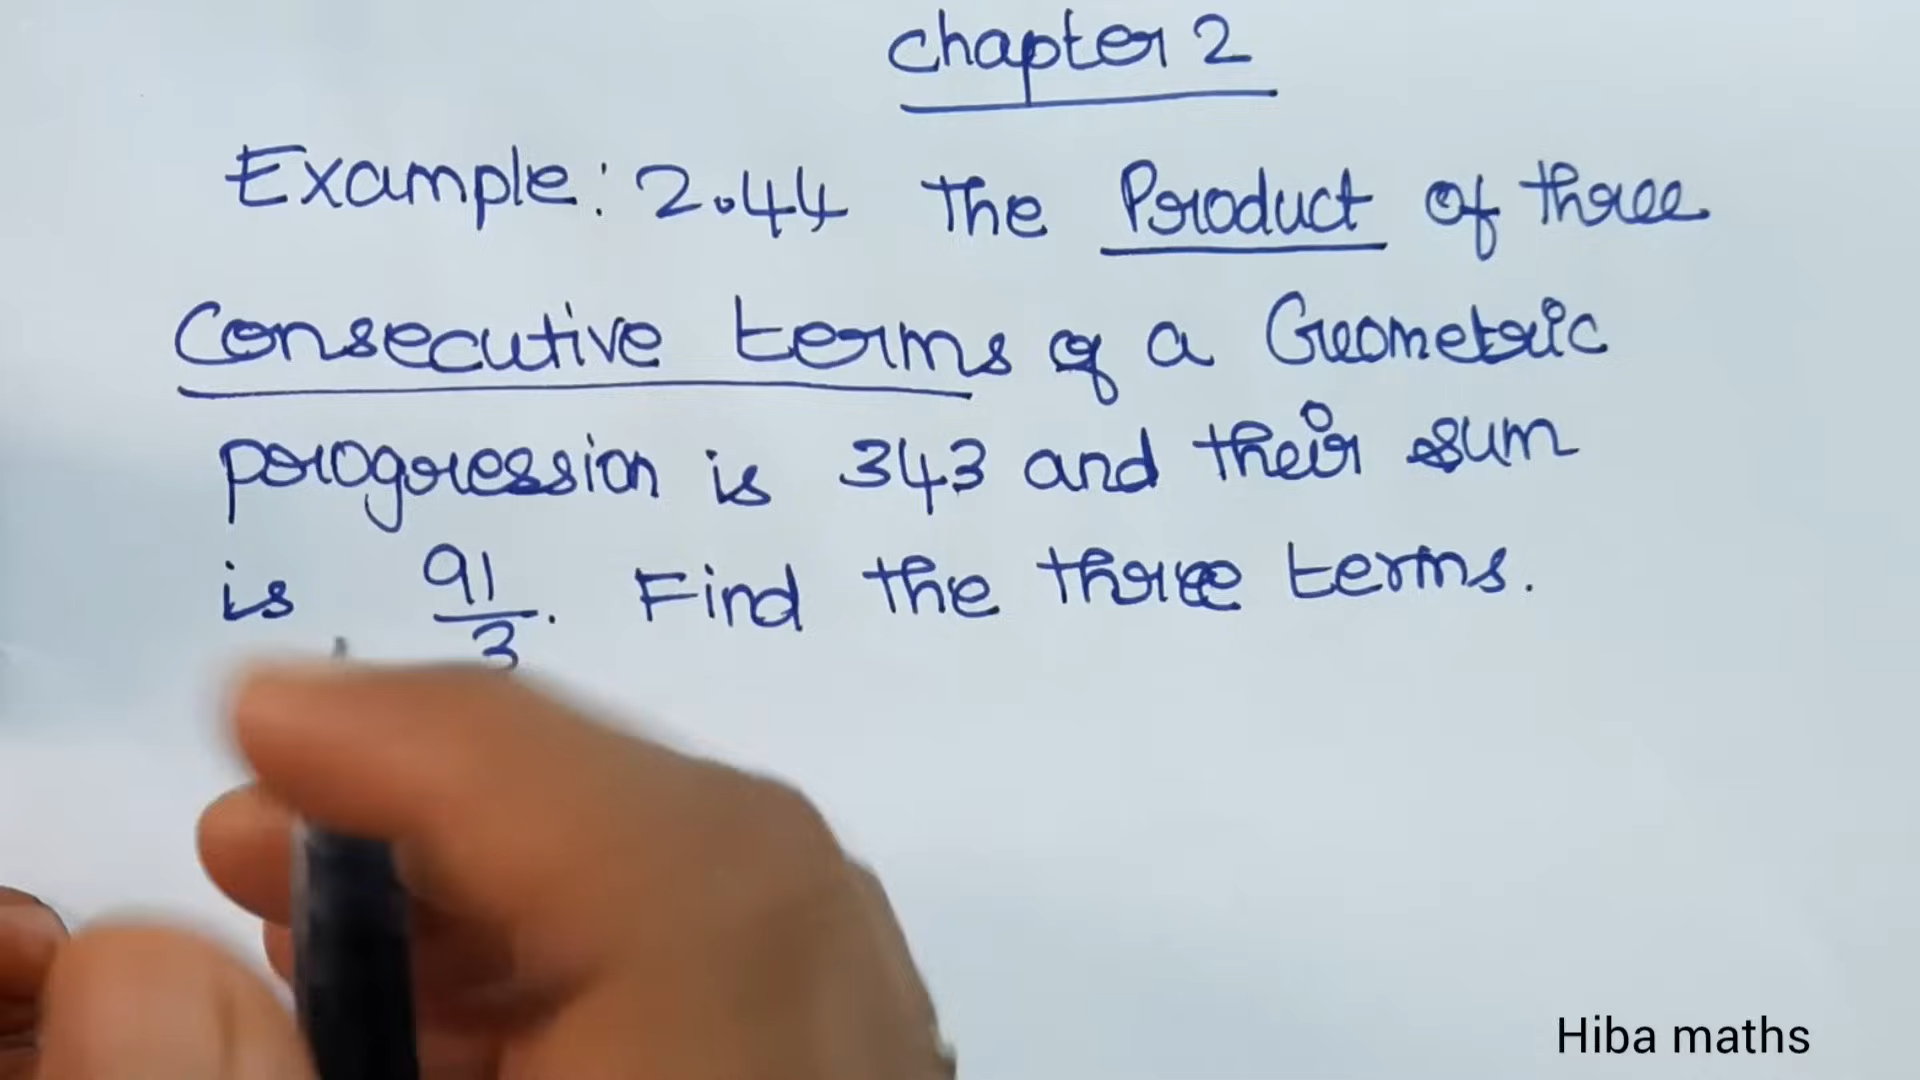 Chapter 2
Example: 2.44 The Product of three
Consecutive terms of a Geometric
progression is 343 and their sum
is 91/3. Find the three terms.
Hiba maths